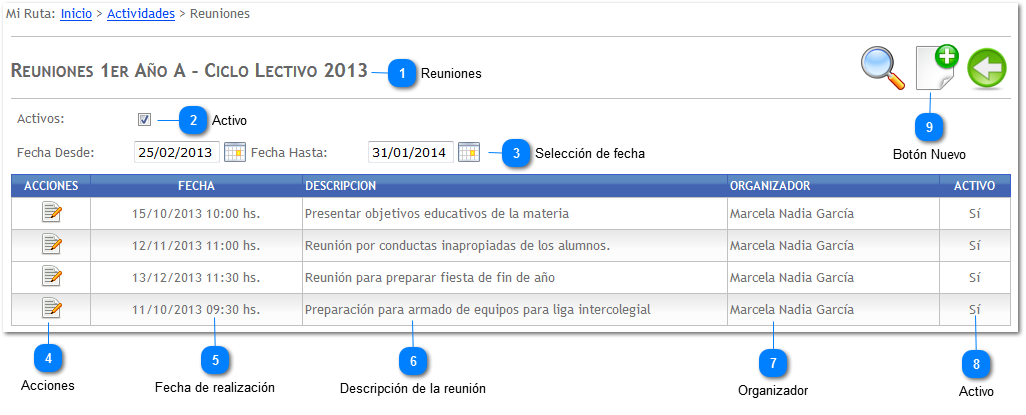 Mi Ruta: Inicio > Actividades > Reuniones
REUNIONES 1ER AÑO A - CICLO LECTIVO 2013 1 Reuniones
Activos: 2 Activo 9
Fecha Desde: 25/02/2013 Fecha Hasta: 31/01/2014 3 Selección de fecha Botón Nuevo
ACCIONES FECHA DESCRIPCION ORGANIZADOR ACTIVO
15/10/2013 10:00 hs. Presentar objetivos educativos de la materia Marcela Nadia García Sí
12/11/2013 11:00 hs. Reunión por conductas inapropiadas de los alumnos. Marcela Nadia García Sí
13/12/2013 11:30 hs. Reunión para preparar fiesta de fin de año Marcela Nadia García Sí
11/10/2013 09:30 hs. Preparación para armado de equipos para liga intercolegial Marcela Nadia García Sí
4 5 6 7 8
Acciones Fecha de realización Descripción de la reunión Organizador Activo